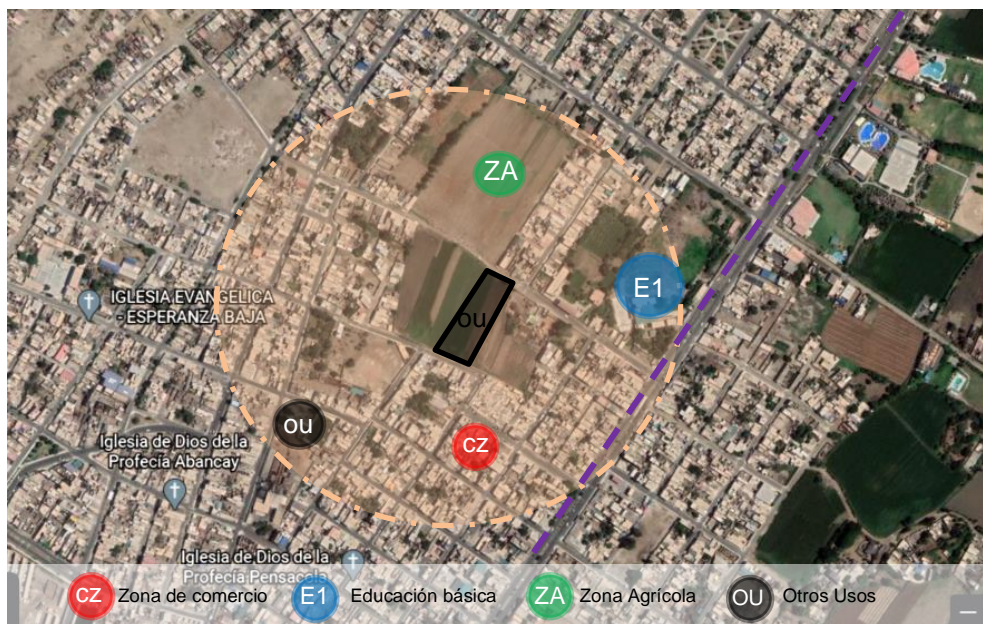 ZA
E1
IGLESIA EVANGELICA
- ESPERANZA BAJA
ou
ou
cz
Iglesia de Dios de la
Profecía Abancay
Iglesia de Dios de la
Profecía Pensacola
CZ Zona de comercio E1 Educación básica ZA Zona Agrícola OU Otros Usos